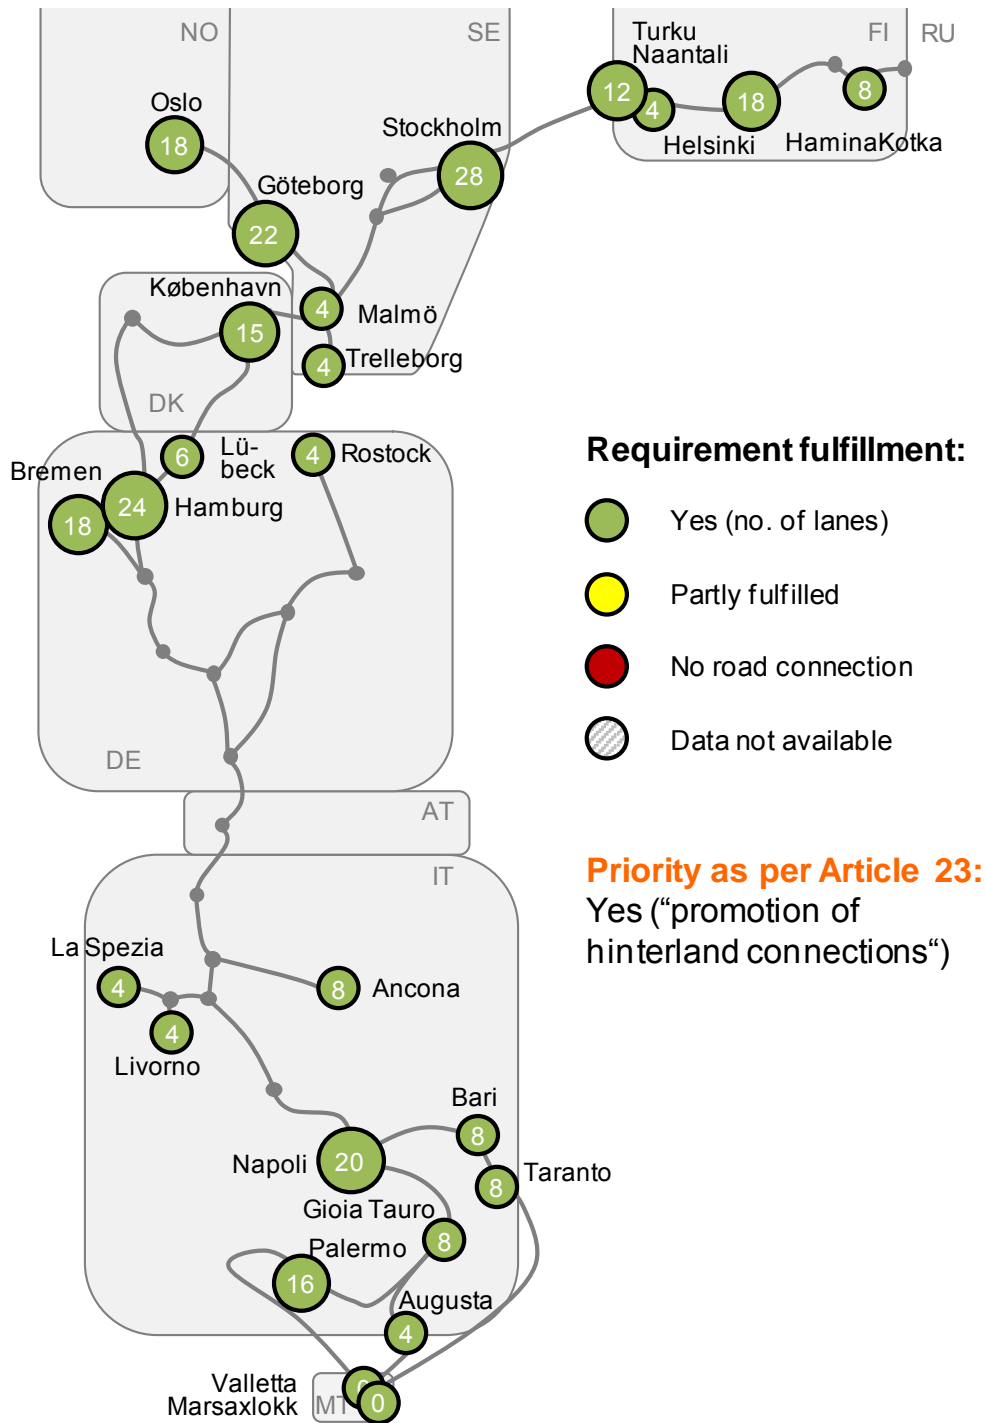 NO
SE
FI
RU
Turku
Naantali
12
4
18
8
Helsinki
HaminaKotka
Oslo
18
Stockholm
28
Göteborg
22
København
15
4
Malmö
4
Trelleborg
DK
6
Lü-
beck
4
Rostock
Bremen
18
24
Hamburg
DE
AT
IT
La Spezia
4
4
Livorno
8
Ancona
Bari
8
Napoli
20
8
Taranto
Gioia Tauro
8
Palermo
16
Augusta
4
Valletta
Marsaxlokk
MT
0
Requirement fulfillment:
Yes (no. of lanes)
Partly fulfilled
No road connection
Data not available
Priority as per Article 23:
Yes (“promotion of
hinterland connections“)